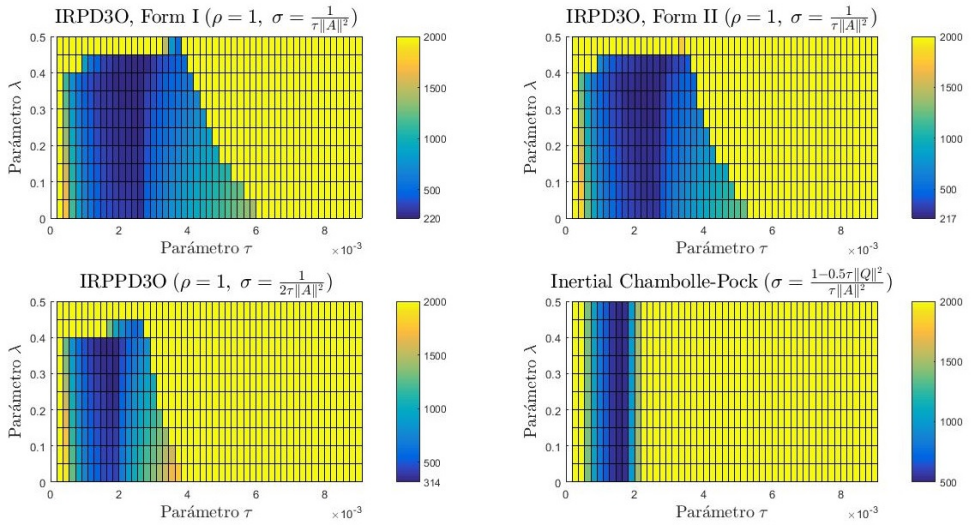 IRPD3O, Form I (ρ = 1, σ = 1/(τ‖A‖²))
0.5
0.4
0.3
0.2
0.1
0
Parámetro λ
0 2 4 6 8
×10⁻³
Parámetro τ
2000
1500
1000
500
220
IRPD3O, Form II (ρ = 1, σ = 1/(τ‖A‖²))
0.5
0.4
0.3
0.2
0.1
0
Parámetro λ
0 2 4 6 8
×10⁻³
Parámetro τ
2000
1500
1000
500
217
IRPPD3O (ρ = 1, σ = 1/(2τ‖A‖²))
0.5
0.4
0.3
0.2
0.1
0
Parámetro λ
0 2 4 6 8
×10⁻³
Parámetro τ
2000
1500
1000
500
314
Inertial Chambolle-Pock (σ = (1−0.5τ‖Q‖²)/(τ‖A‖²))
0.5
0.4
0.3
0.2
0.1
0
Parámetro λ
0 2 4 6 8
×10⁻³
Parámetro τ
2000
1500
1000
500